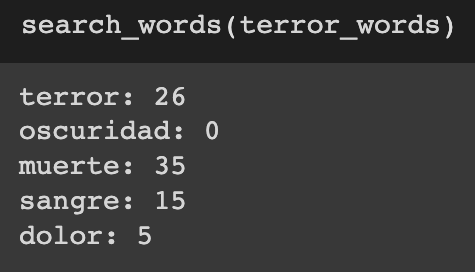 search_words(terror_words)
terror: 26
oscuridad: 0
muerte: 35
sangre: 15
dolor: 5